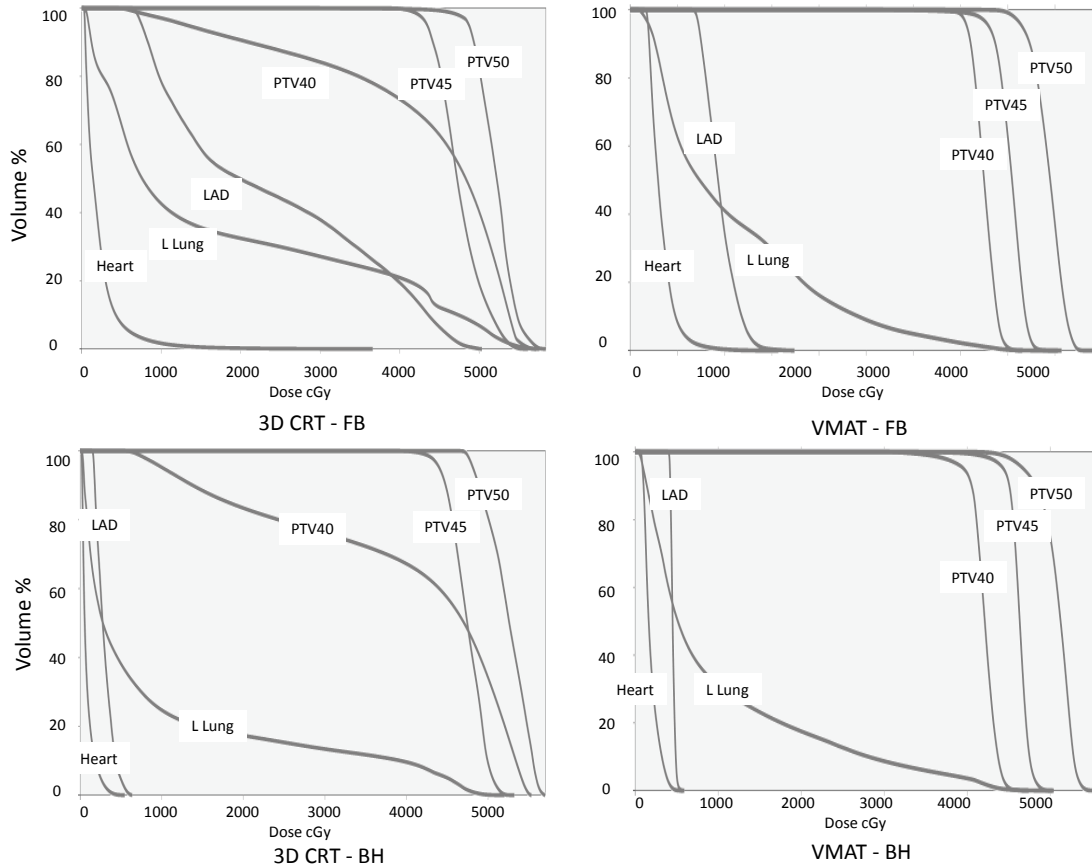 100
80
60
40
20
0
Volume %
PTV40
PTV45
PTV50
LAD
L Lung
Heart
0 1000 2000 3000 4000 5000
Dose cGy
3D CRT - FB
100
80
60
40
20
0
PTV50
PTV45
PTV40
LAD
L Lung
Heart
0 1000 2000 3000 4000 5000
Dose cGy
VMAT - FB
100
80
60
40
20
0
Volume %
PTV50
LAD
PTV40
PTV45
L Lung
Heart
0 1000 2000 3000 4000 5000
Dose cGy
3D CRT - BH
100
80
60
40
20
0
LAD
PTV50
PTV45
PTV40
Heart
L Lung
0 1000 2000 3000 4000 5000
Dose cGy
VMAT - BH